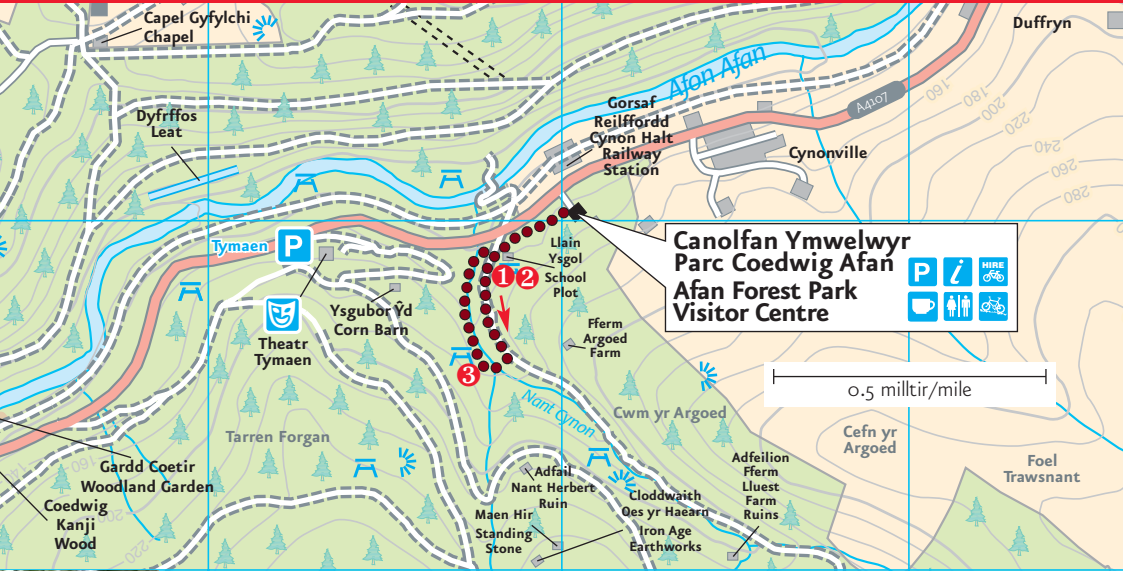 Capel Gyfylchi
Chapel
Duffryn
Afon Afan
Gorsaf
Reilffordd
Cynon Halt
Railway
Station
A4107
160
180
200
220
240
260
280
Dyfrffos
Leat
Cynonville
Tymaen
P
Llain
Ysgol
School
Plot
1 2
Canolfan Ymwelwyr
Parc Coedwig Afan
Afan Forest Park
Visitor Centre
P i HIRE
Ysgubor Ŷd
Corn Barn
Theatr
Tymaen
Fferm
Argoed
Farm
3
0.5 milltir/mile
Nant Cynon
Cwm yr Argoed
Cefn yr
Argoed
Foel
Trawsnant
Tarren Forgan
Gardd Coetir
Woodland Garden
Coedwig
Kanji
Wood
160
200
220
Adfail
Nant Herbert
Ruin
Maen Hir
Standing
Stone
Cloddwaith
Oes yr Haearn
Iron Age
Earthworks
Adfeilion
Fferm
Lluest
Farm
Ruins